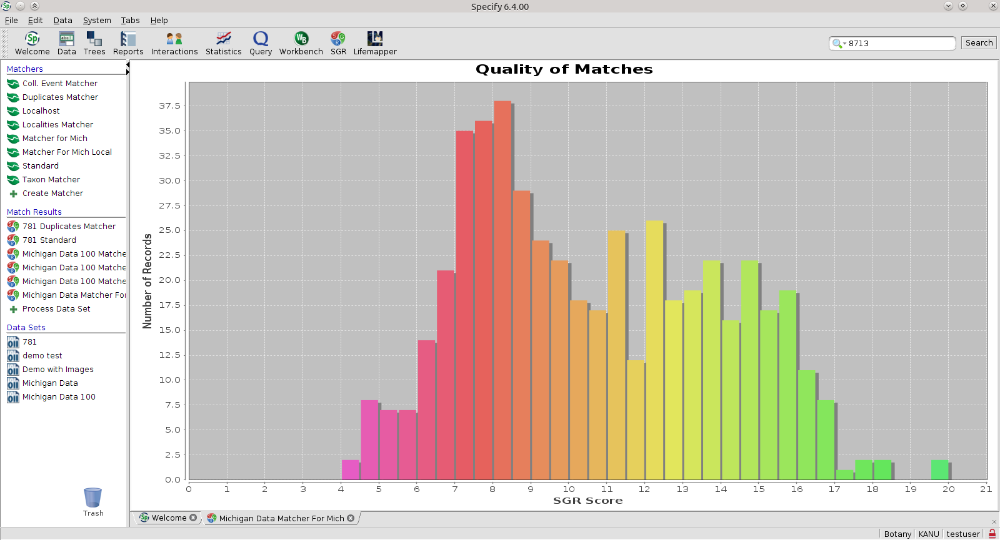 Specify 6.4.00
File Edit Data System Tabs Help
Welcome Data Trees Reports Interactions Statistics Query Workbench SGR Lifemapper
8713
Search
Matchers
Coll. Event Matcher
Duplicates Matcher
Localhost
Localities Matcher
Matcher for Mich
Matcher For Mich Local
Standard
Taxon Matcher
Create Matcher
Match Results
781 Duplicates Matcher
781 Standard
Michigan Data 100 Matche
Michigan Data 100 Matche
Michigan Data 100 Matche
Michigan Data Matcher For
Process Data Set
Data Sets
781
demo test
Demo with Images
Michigan Data
Michigan Data 100
Trash
Quality of Matches
Number of Records
37.5
35.0
32.5
30.0
27.5
25.0
22.5
20.0
17.5
15.0
12.5
10.0
7.5
5.0
2.5
0.0
0 1 2 3 4 5 6 7 8 9 10 11 12 13 14 15 16 17 18 19 20 21
SGR Score
Welcome
Michigan Data Matcher For Mich
Botany KANU testuser